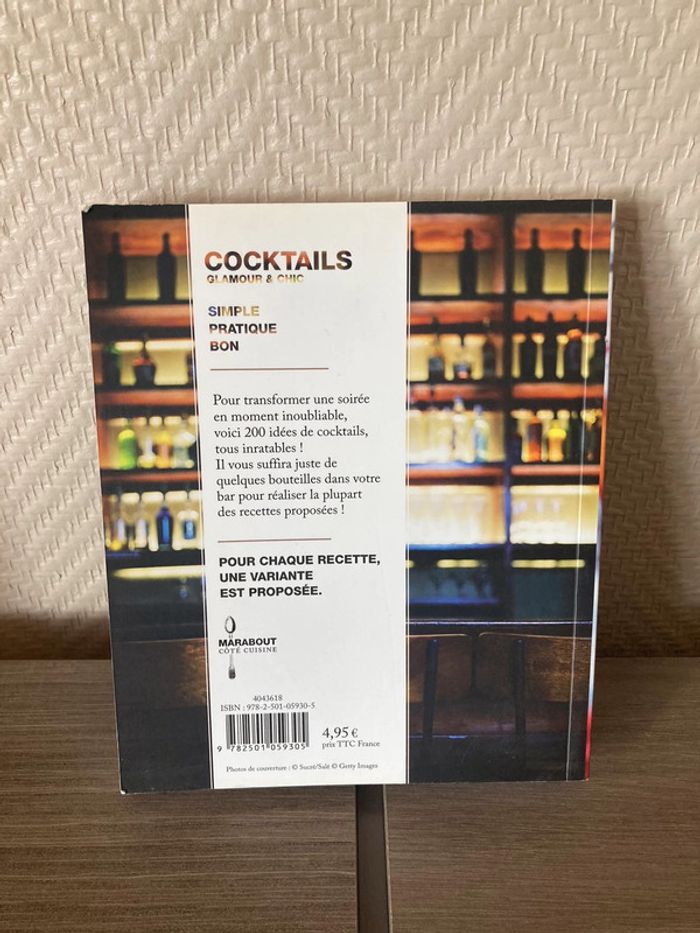 COCKTAILS
GLAMOUR & CHIC
SIMPLE
PRATIQUE
BON
Pour transformer une soirée
en moment inoubliable,
voici 200 idées de cocktails,
tous inratables !
Il vous suffira juste de
quelques bouteilles dans votre
bar pour réaliser la plupart
des recettes proposées !
POUR CHAQUE RECETTE,
UNE VARIANTE
EST PROPOSÉE.
MARABOUT
CÔTÉ CUISINE
4043618
ISBN : 978-2-501-05930-5
9 782501 059305
4,95 €
prix TTC France
Photos de couverture : © Sucré/Salé © Getty Images